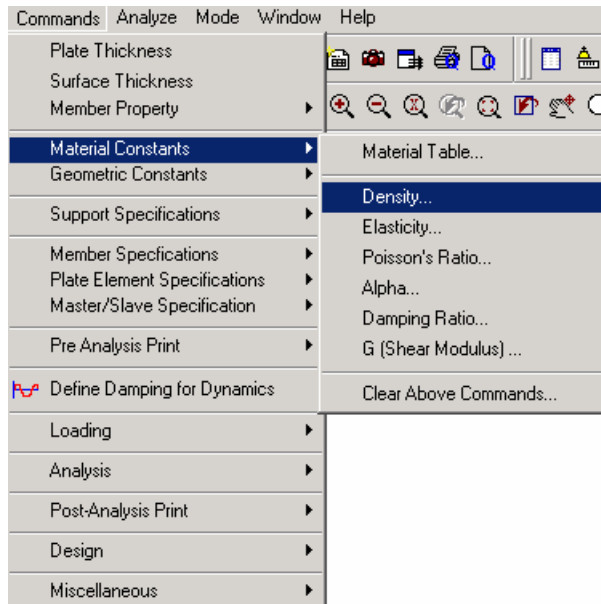 Commands Analyze Mode Window Help
Plate Thickness
Surface Thickness
Member Property
Material Constants
Geometric Constants
Support Specifications
Member Specfications
Plate Element Specifications
Master/Slave Specification
Pre Analysis Print
Define Damping for Dynamics
Loading
Analysis
Post-Analysis Print
Design
Miscellaneous
Material Table...
Density...
Elasticity...
Poisson's Ratio...
Alpha...
Damping Ratio...
G (Shear Modulus) ...
Clear Above Commands...